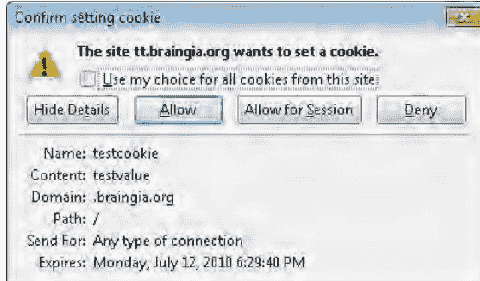 Confirm setting cookie
The site tt.braingia.org wants to set a cookie.
Use my choice for all cookies from this site.
Hide Details Allow Allow for Session Deny
Name: testcookie
Content: testvalue
Domain: .braingia.org
Path: /
Send For: Any type of connection
Expires: Monday, July 12, 2010 6:29:40 PM